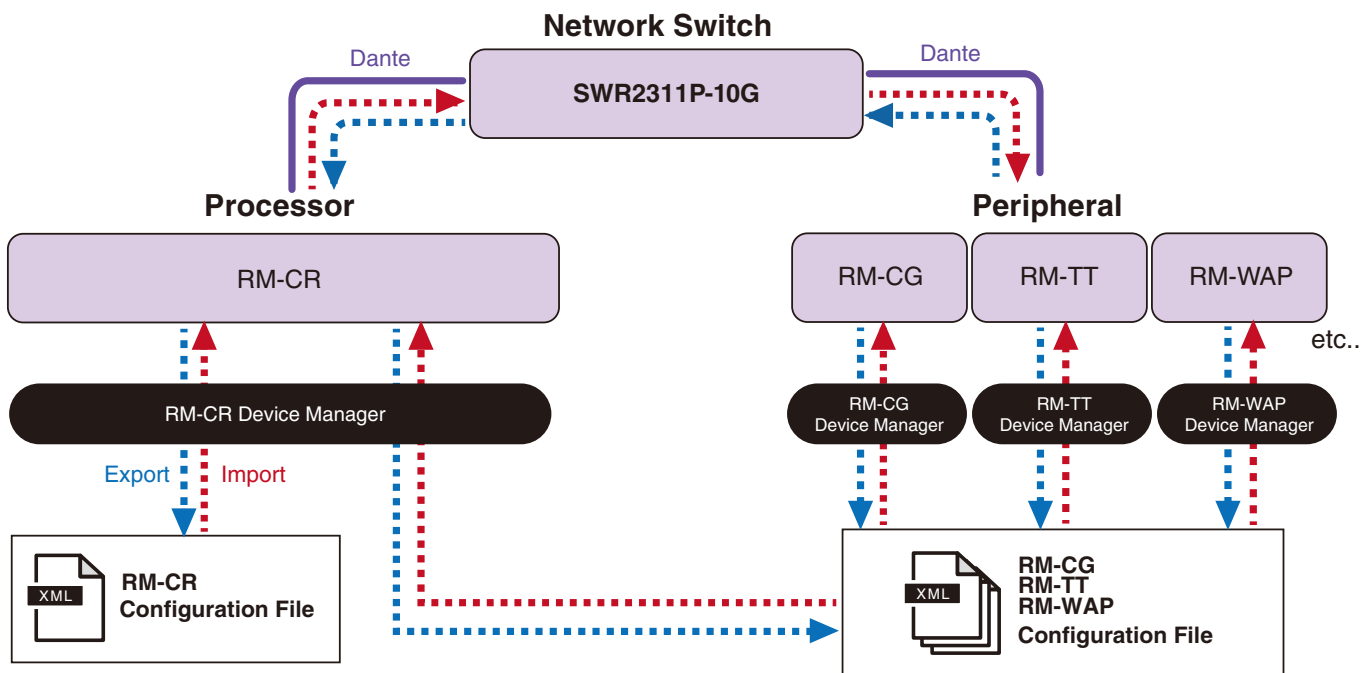 Network Switch
Dante
Dante
SWR2311P-10G
Processor
Peripheral
RM-CR
RM-CG
RM-TT
RM-WAP
etc..
RM-CR Device Manager
RM-CG
Device Manager
RM-TT
Device Manager
RM-WAP
Device Manager
Export
Import
XML
RM-CR
Configuration File
XML
RM-CG
RM-TT
RM-WAP
Configuration File